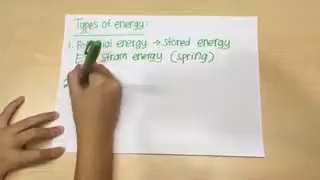 Types of energy:
1. energy → stored energy
strain energy (spring)